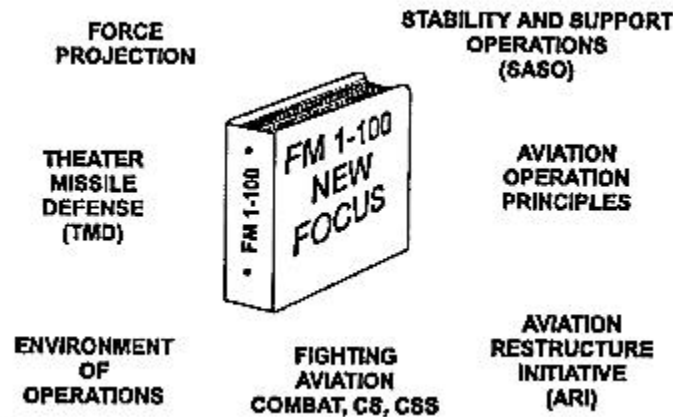 FORCE
PROJECTION
STABILITY AND SUPPORT
OPERATIONS
(SASO)
THEATER
MISSILE
DEFENSE
(TMD)
FM 1-100
FM 1-100
NEW
FOCUS
AVIATION
OPERATION
PRINCIPLES
ENVIRONMENT
OF
OPERATIONS
FIGHTING
AVIATION
COMBAT, CS, CSS
AVIATION
RESTRUCTURE
INITIATIVE
(ARI)